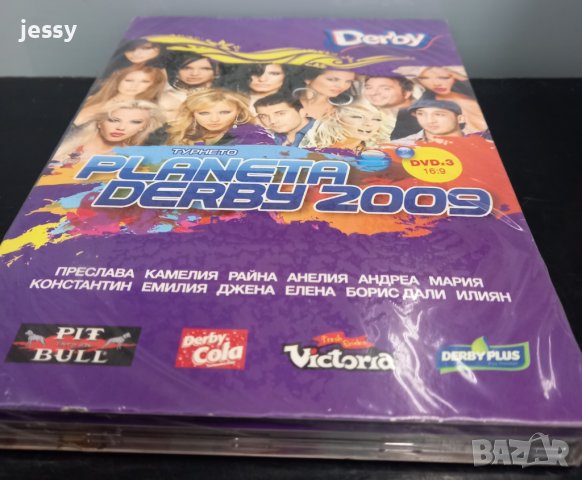 jessy
Derby
ТУРНЕТО
PLANETA
DERBY 2009
DVD.3
16:9
ПРЕСЛАВА КАМЕЛИЯ РАЙНА АНЕЛИЯ АНДРЕА МАРИЯ
КОНСТАНТИН ЕМИЛИЯ ДЖЕНА ЕЛЕНА БОРИС ДАЛИ ИЛИЯН
PIT
BULL
Derby
Cola
Victoria
DERBY PLUS
BAZAR